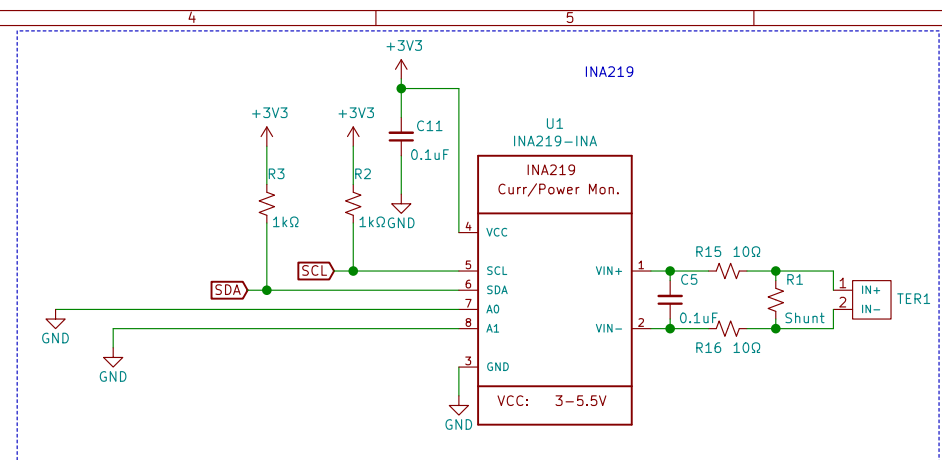 4 5
+3V3
INA219
+3V3 +3V3
C11
0.1uF
U1
INA219-INA
INA219
Curr/Power Mon.
R3
1kΩ
R2
1kΩ
GND
4 VCC
5 SCL
6 SDA
7 A0
8 A1
3 GND
VIN+ 1
VIN- 2
VCC: 3-5.5V
SCL
SDA
GND
GND
GND
R15 10Ω
C5
0.1uF
R1
Shunt
R16 10Ω
1 IN+
2 IN-
TER1